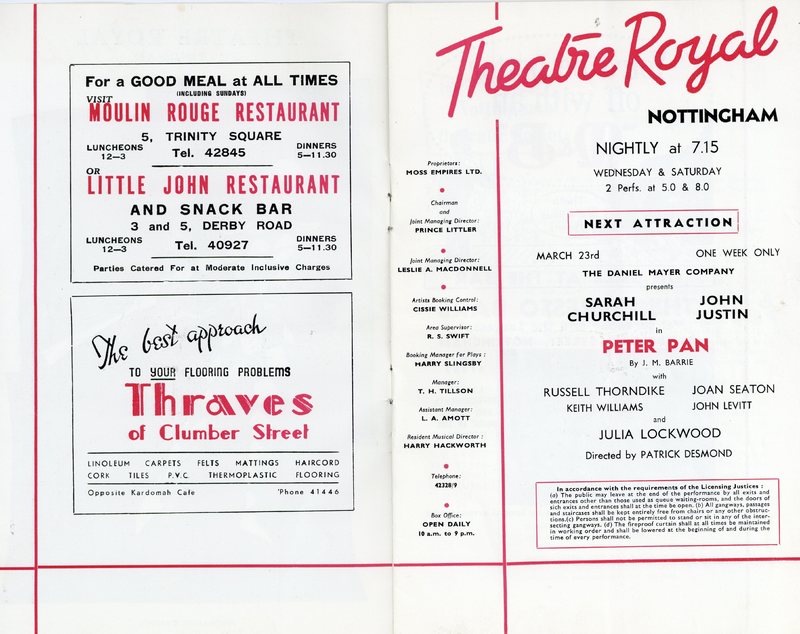 For a GOOD MEAL at ALL TIMES
(INCLUDING SUNDAYS)
VISIT
MOULIN ROUGE RESTAURANT
5, TRINITY SQUARE
LUNCHEONS
12—3
Tel. 42845
DINNERS
5—11.30
OR
LITTLE JOHN RESTAURANT
AND SNACK BAR
3 and 5, DERBY ROAD
LUNCHEONS
12—3
Tel. 40927
DINNERS
5—11.30
Parties Catered For at Moderate Inclusive Charges
The best approach
TO YOUR FLOORING PROBLEMS
Thraves
of Clumber Street
LINOLEUM CARPETS FELTS MATTINGS HAIRCORD
CORK TILES P.V.C. THERMOPLASTIC FLOORING
Opposite Kardomah Cafe 'Phone 41446
Theatre Royal
NOTTINGHAM
NIGHTLY at 7.15
WEDNESDAY & SATURDAY
2 Perfs. at 5.0 & 8.0
Proprietors:
MOSS EMPIRES LTD.
Chairman
and
Joint Managing Director:
PRINCE LITTLER
Joint Managing Director:
LESLIE A. MACDONNELL
Artists Booking Control:
CISSIE WILLIAMS
Area Supervisor:
R. S. SWIFT
Booking Manager for Plays:
HARRY SLINGSBY
Manager:
T. H. TILLSON
Assistant Manager:
L. A. AMOTT
Resident Musical Director:
HARRY HACKWORTH
Telephone:
42328/9
Box Office:
OPEN DAILY
10 a.m. to 9 p.m.
NEXT ATTRACTION
MARCH 23rd ONE WEEK ONLY
THE DANIEL MAYER COMPANY
presents
SARAH CHURCHILL
JOHN JUSTIN
in
PETER PAN
By J. M. BARRIE
with
RUSSELL THORNDIKE JOAN SEATON
KEITH WILLIAMS JOHN LEVITT
and
JULIA LOCKWOOD
Directed by PATRICK DESMOND
In accordance with the requirements of the Licensing Justices:
(a) The public may leave at the end of the performance by all exits and
entrances other than those used as queue waiting-rooms, and the doors of
sich exits and entrances shall at the time be open. (b) All gangways, passages
and staircases shall be kept entirely free from chairs or any other obstruc-
tions.(c) Persons shall not be permitted to stand or sit in any of the inter-
secting gangways. (d) The fireproof curtain shall at all times be maintained
in working order and shall be lowered at the beginning of and during the
time of every performance.